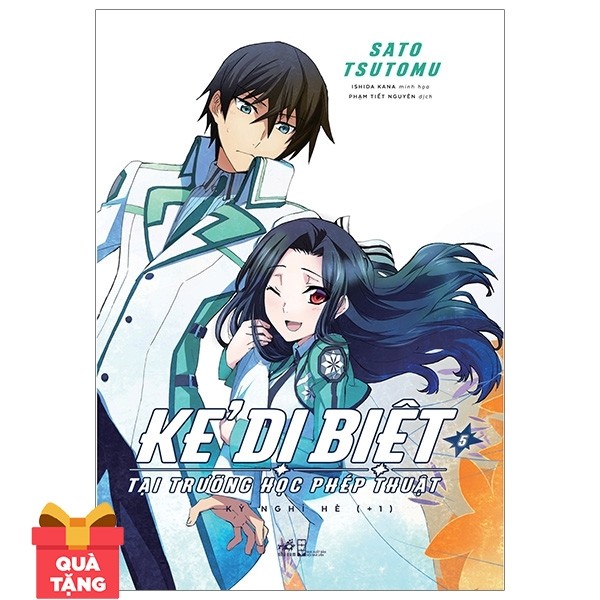 SATO
TSUTOMU
ISHIDA KANA minh họa
PHẠM TIẾT NGUYÊN dịch
KẺ DỊ BIỆT
5
TẠI TRƯỜNG HỌC PHÉP THUẬT
KỲ NGHỈ HÈ (+1)
QUÀ
TẶNG